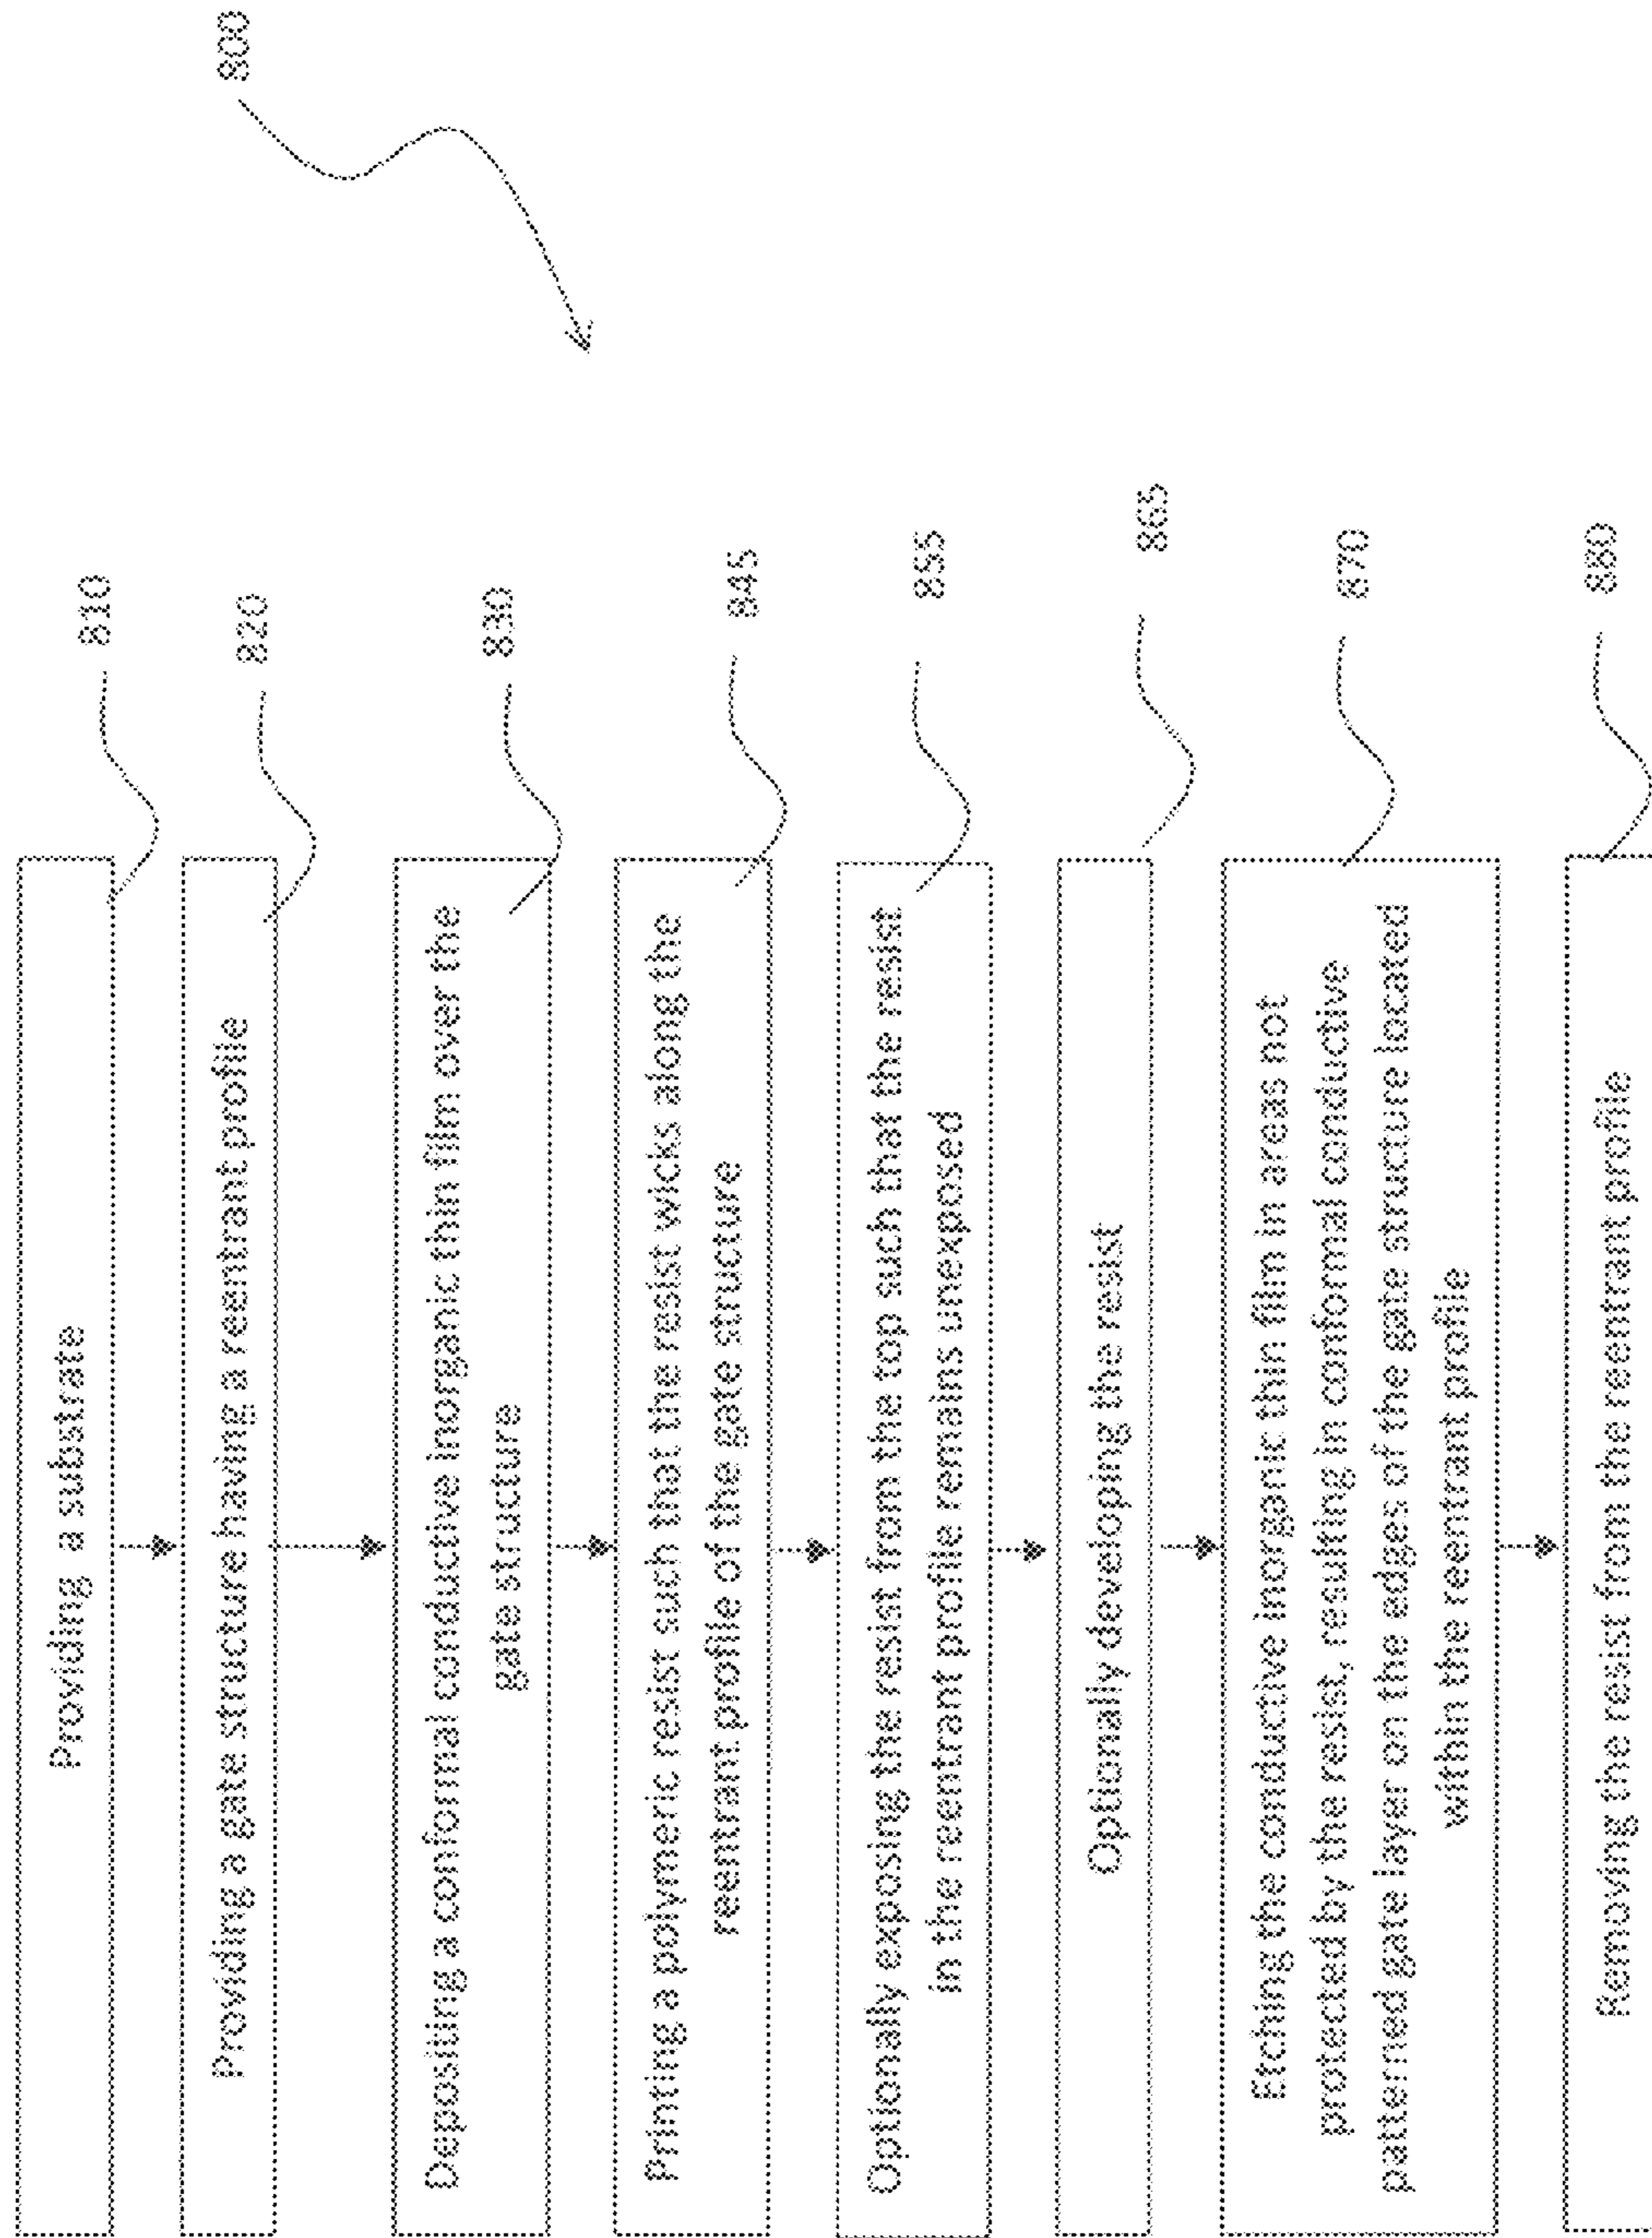 800
Providing a substrate
810
Providing a gate structure having a reentrant profile
820
Depositing a conformal conductive inorganic thin film over the
gate structure
830
Printing a polymeric resist such that the resist wicks along the
reentrant profile of the gate structure
845
Optionally exposing the resist from the top such that the resist
in the reentrant profile remains unexposed
855
Optionally developing the resist
865
Etching the conductive inorganic thin film in areas not
protected by the resist, resulting in conformal conductive
patterned gate layer on the edges of the gate structure located
within the reentrant profile
870
Removing the resist from the reentrant profile
880